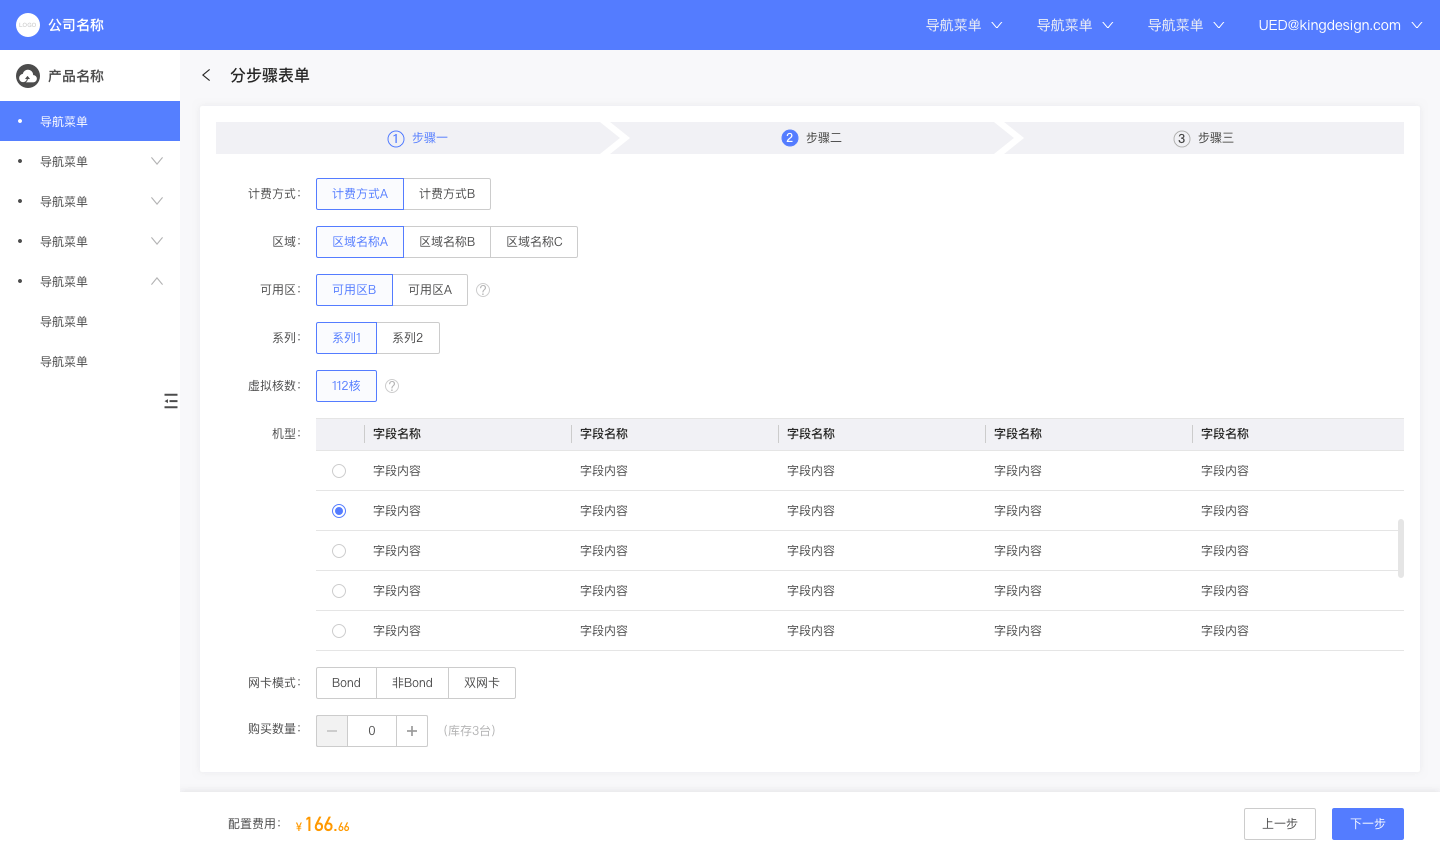 LOGO 公司名称 导航菜单 导航菜单 导航菜单 UED@kingdesign.com
产品名称
分步骤表单
导航菜单
导航菜单
导航菜单
导航菜单
导航菜单
导航菜单
导航菜单
1 步骤一 2 步骤二 3 步骤三
计费方式： 计费方式A 计费方式B
区域： 区域名称A 区域名称B 区域名称C
可用区： 可用区B 可用区A ?
系列： 系列1 系列2
虚拟核数： 112核 ?
机型： 字段名称 字段名称 字段名称 字段名称 字段名称
字段内容 字段内容 字段内容 字段内容 字段内容
字段内容 字段内容 字段内容 字段内容 字段内容
字段内容 字段内容 字段内容 字段内容 字段内容
字段内容 字段内容 字段内容 字段内容 字段内容
字段内容 字段内容 字段内容 字段内容 字段内容
网卡模式： Bond 非Bond 双网卡
购买数量： － 0 ＋ （库存3台）
配置费用： ¥166.66 上一步 下一步